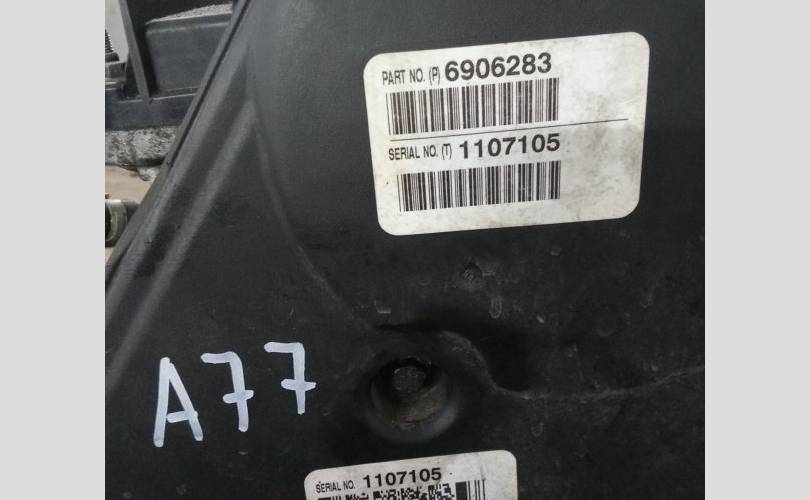 PART NO. (P) 6906283
SERIAL NO. (T) 1107105
A77
SERIAL NO. 1107105